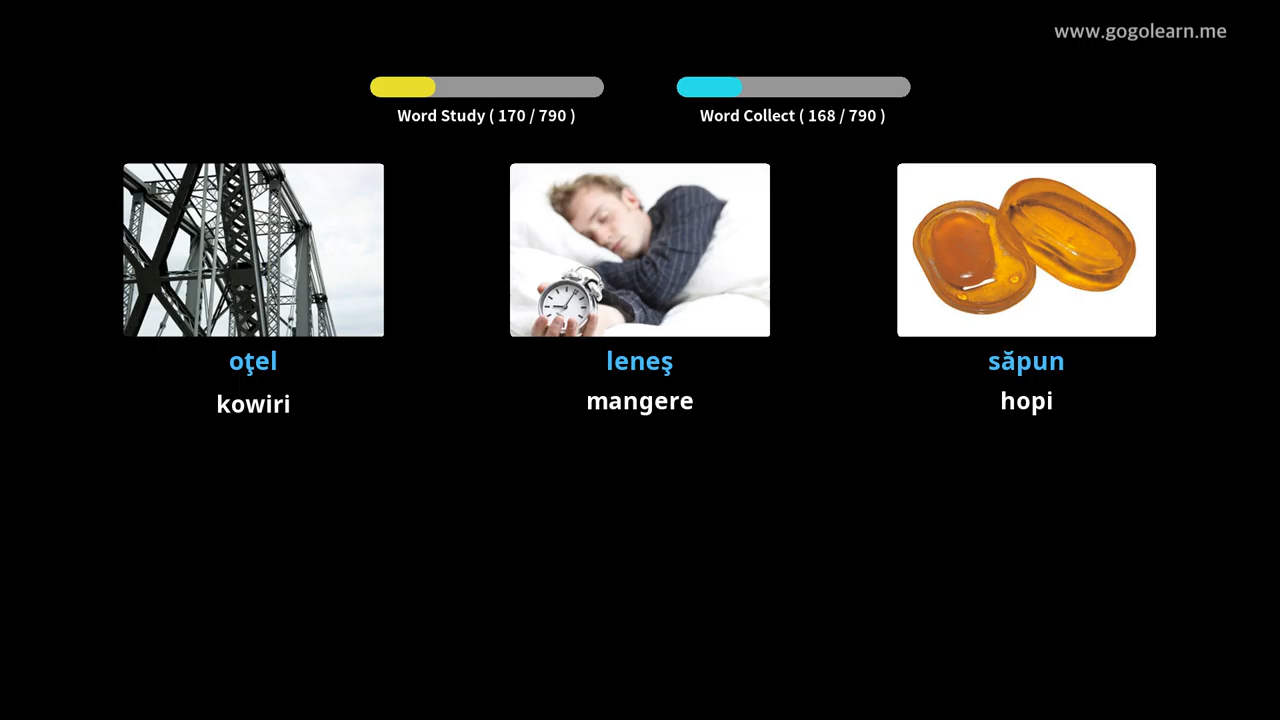 www.gogolearn.me
Word Study ( 170 / 790 )
Word Collect ( 168 / 790 )
oţel
leneş
săpun
kowiri
mangere
hopi